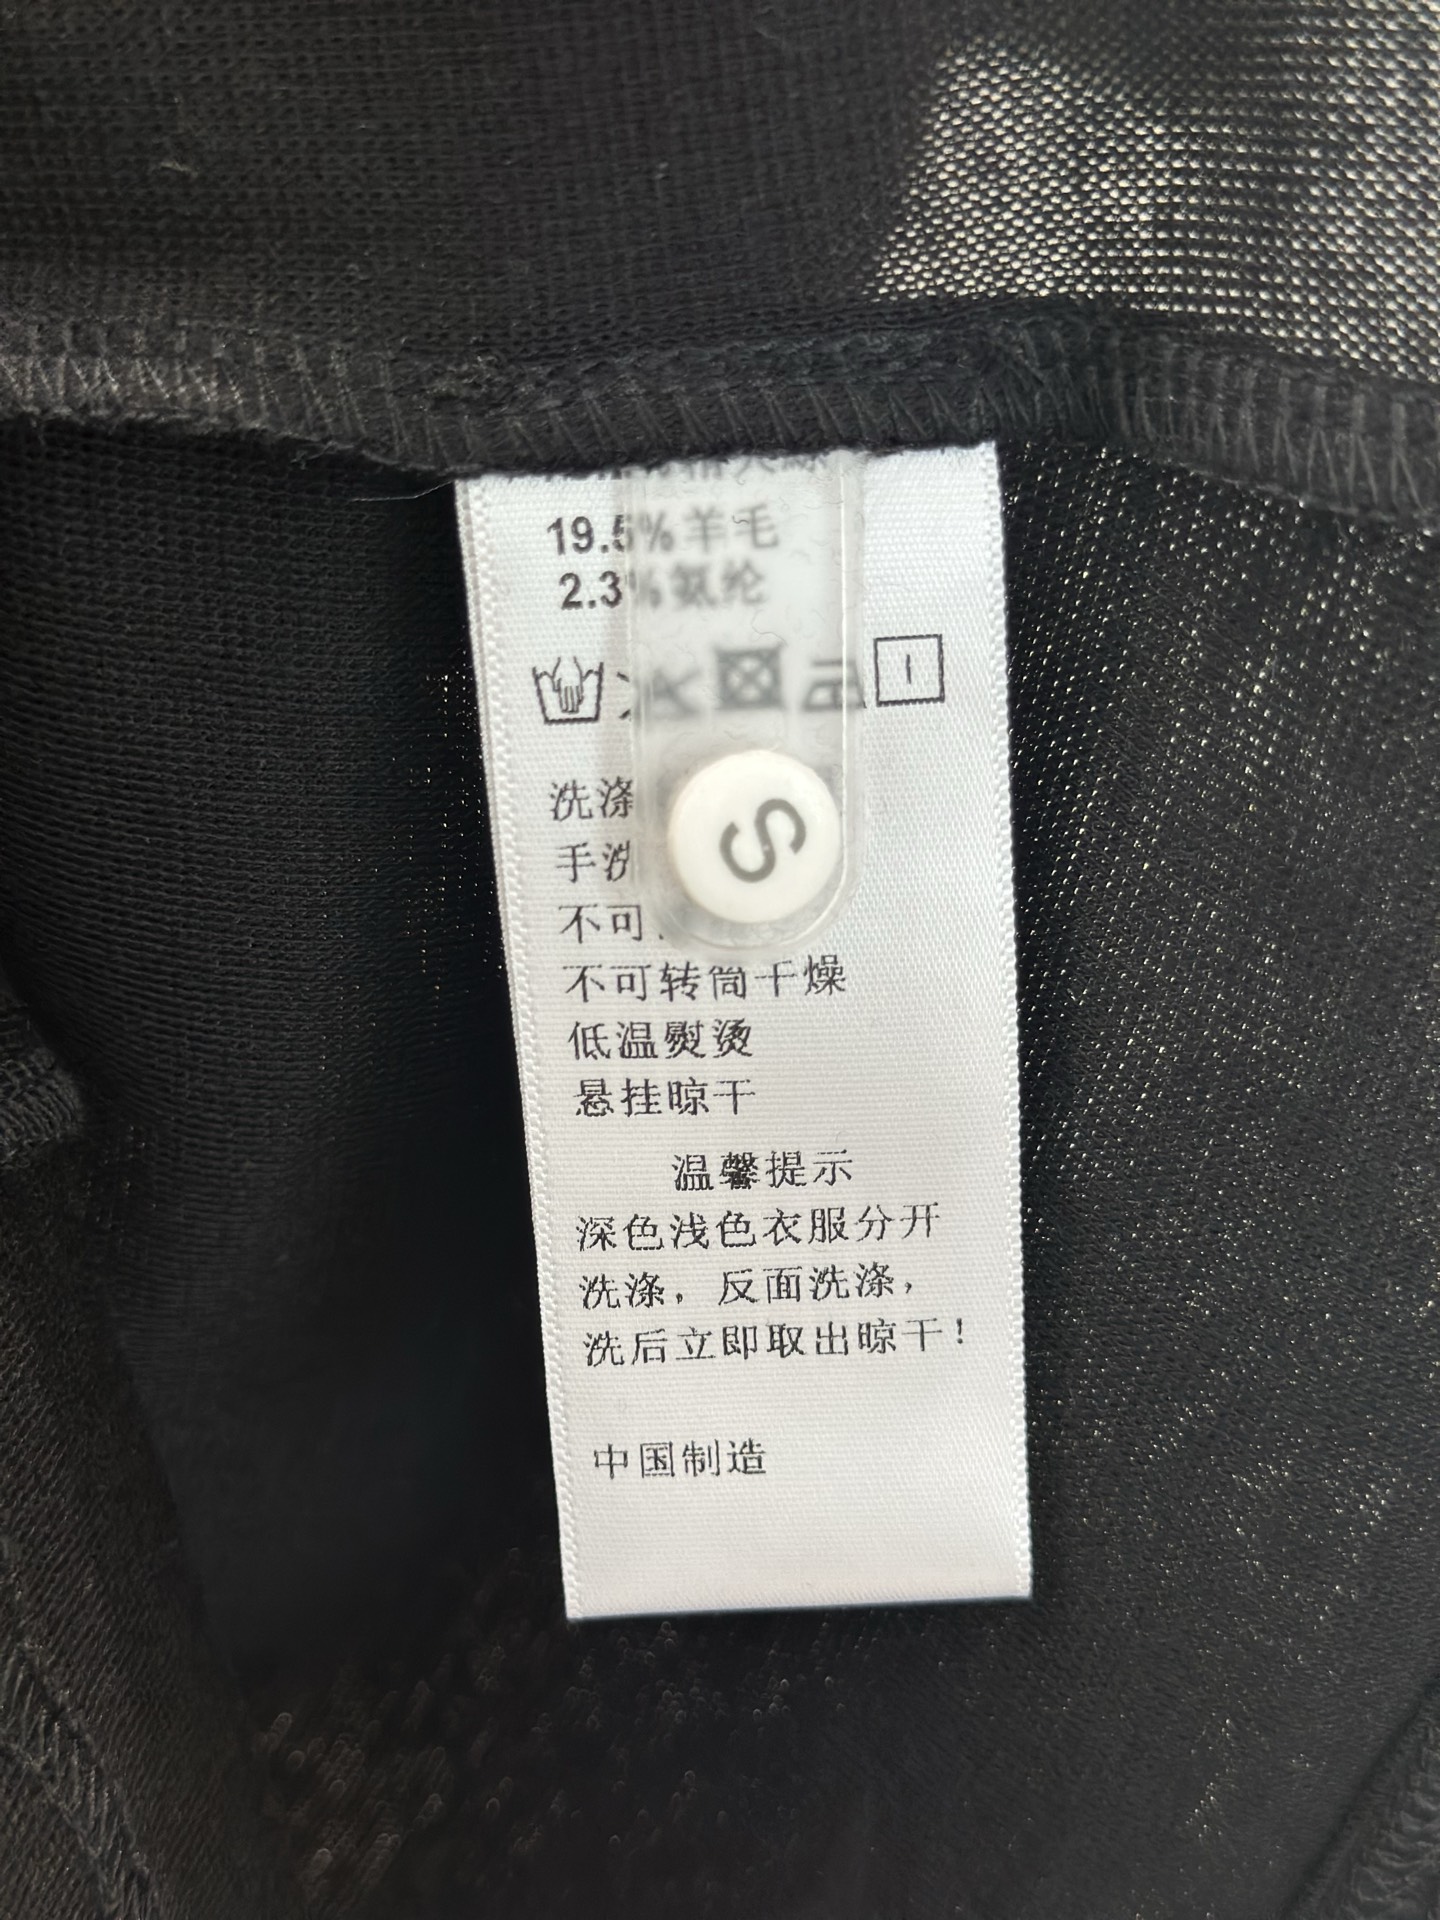 19.5%羊毛
2.3%氨纶
S
洗涤
手洗
不可
不可转筒干燥
低温熨烫
悬挂晾干
温馨提示
深色浅色衣服分开
洗涤，反面洗涤，
洗后立即取出晾干！
中国制造